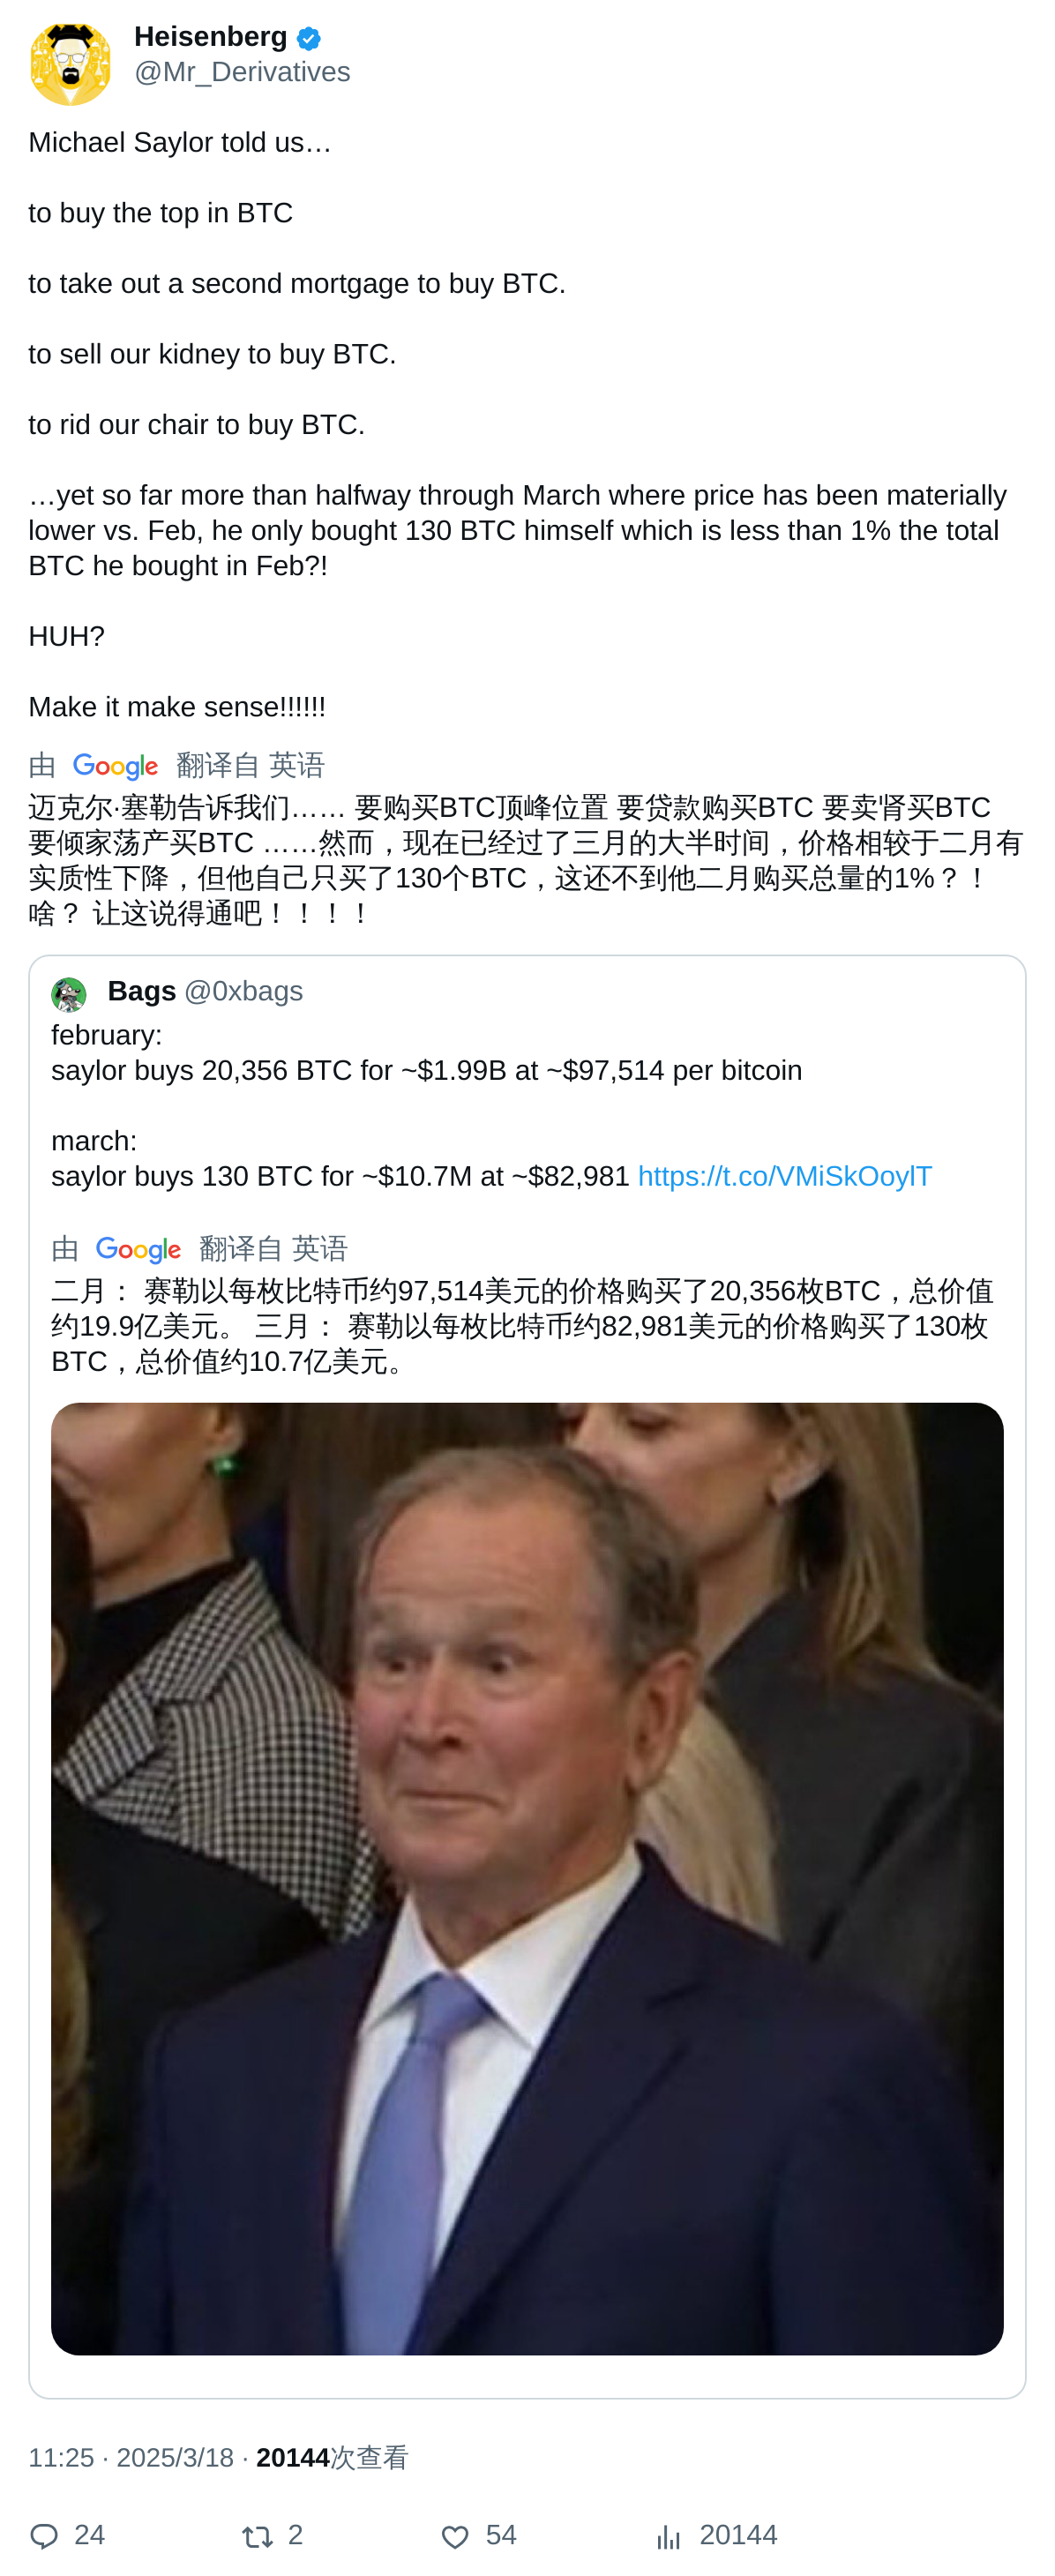 Heisenberg
@Mr_Derivatives
Michael Saylor told us…
to buy the top in BTC
to take out a second mortgage to buy BTC.
to sell our kidney to buy BTC.
to rid our chair to buy BTC.
…yet so far more than halfway through March where price has been materially
lower vs. Feb, he only bought 130 BTC himself which is less than 1% the total
BTC he bought in Feb?!
HUH?
Make it make sense!!!!!!
由 Google 翻译自 英语
迈克尔·塞勒告诉我们…… 要购买BTC顶峰位置 要贷款购买BTC 要卖肾买BTC
要倾家荡产买BTC ……然而，现在已经过了三月的大半时间，价格相较于二月有
实质性下降，但他自己只买了130个BTC，这还不到他二月购买总量的1%？！
啥？ 让这说得通吧！！！！
Bags @0xbags
february:
saylor buys 20,356 BTC for ~$1.99B at ~$97,514 per bitcoin
march:
saylor buys 130 BTC for ~$10.7M at ~$82,981 https://t.co/VMiSkOoylT
由 Google 翻译自 英语
二月： 赛勒以每枚比特币约97,514美元的价格购买了20,356枚BTC，总价值
约19.9亿美元。 三月： 赛勒以每枚比特币约82,981美元的价格购买了130枚
BTC，总价值约10.7亿美元。
11:25 · 2025/3/18 · 20144次查看
24 2 54 20144